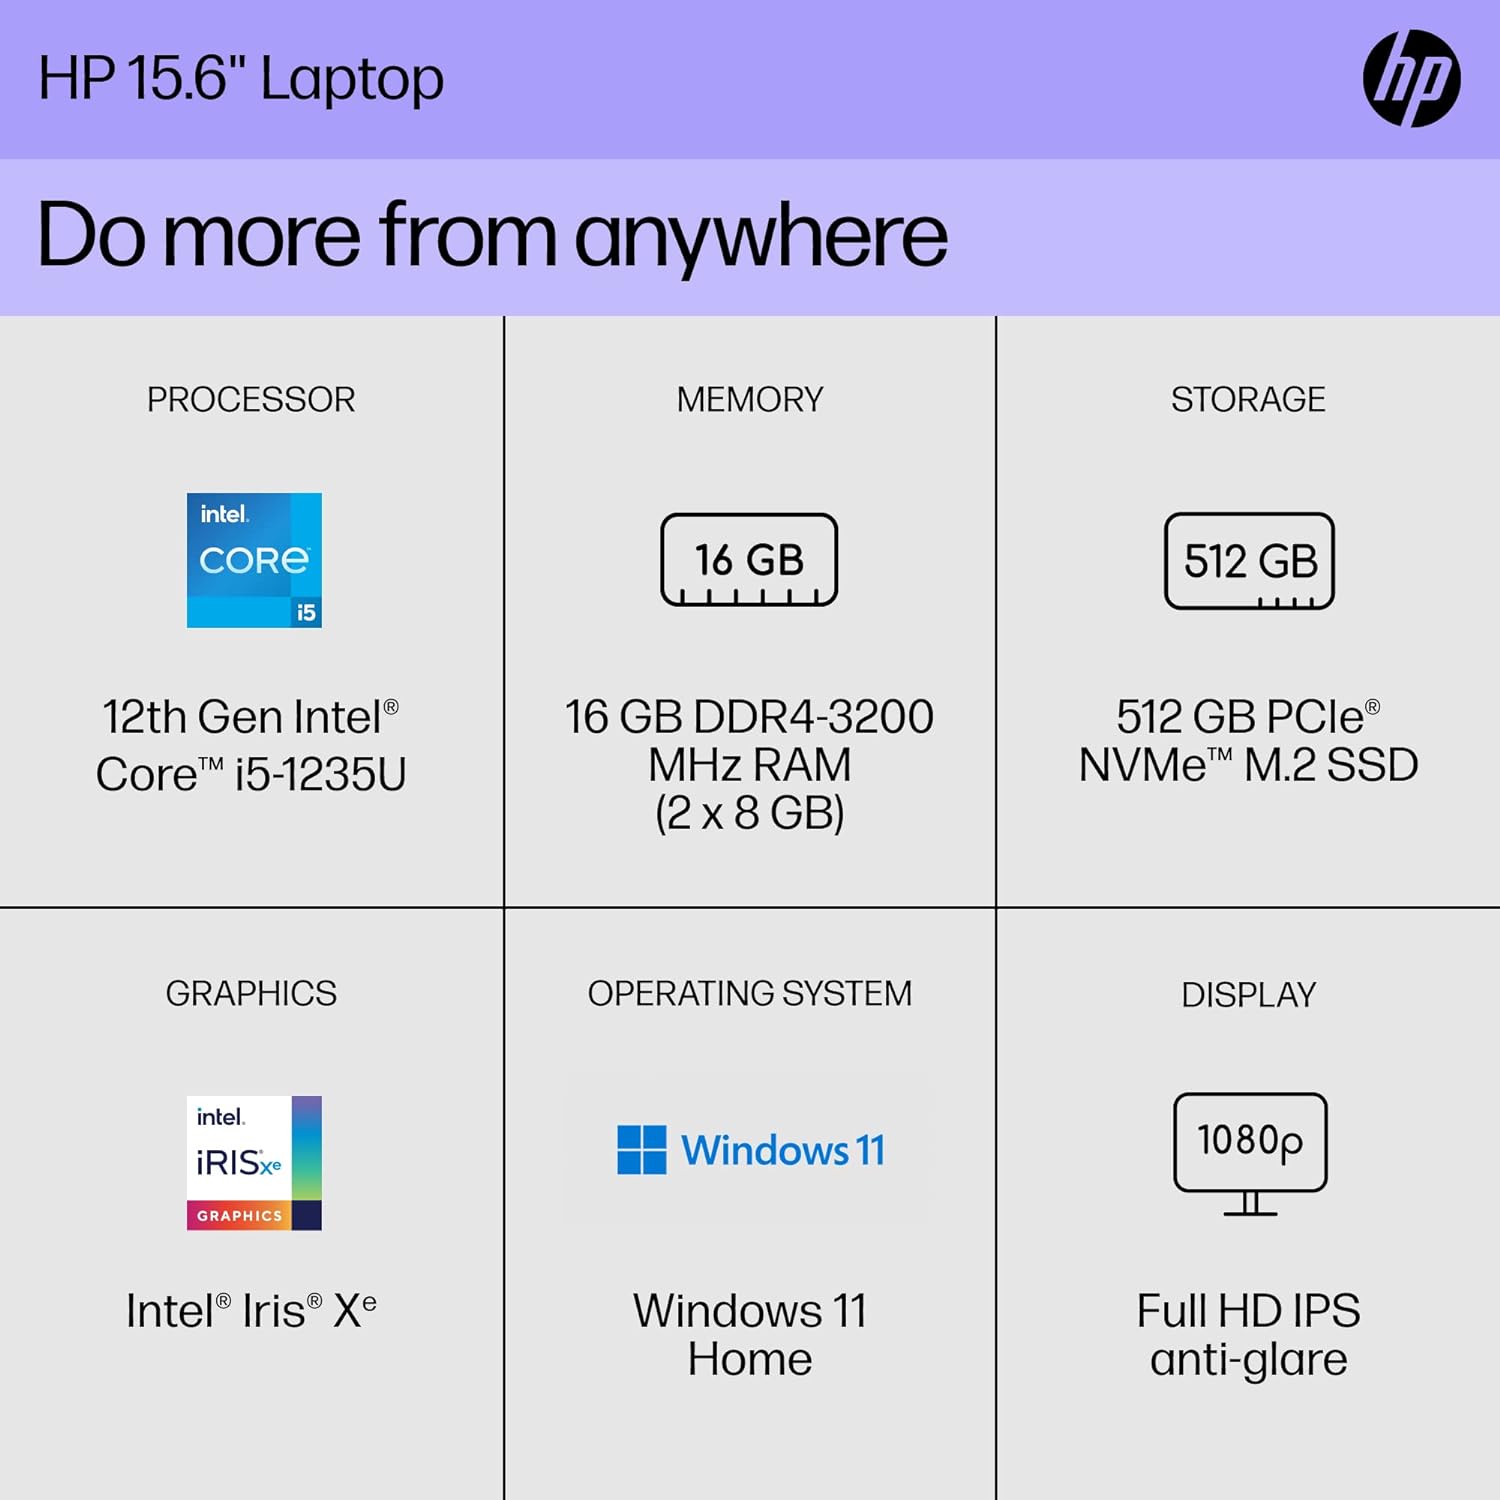 HP 15.6" Laptop
hp
Do more from anywhere
PROCESSOR
intel.
CORE™
i5
12th Gen Intel®
Core™ i5-1235U
MEMORY
16 GB
16 GB DDR4-3200
MHz RAM
(2 x 8 GB)
STORAGE
512 GB
512 GB PCIe®
NVMe™ M.2 SSD
GRAPHICS
intel.
iRIS® Xe
GRAPHICS
Intel® Iris® Xᵉ
OPERATING SYSTEM
Windows 11
Windows 11
Home
DISPLAY
1080p
Full HD IPS
anti-glare